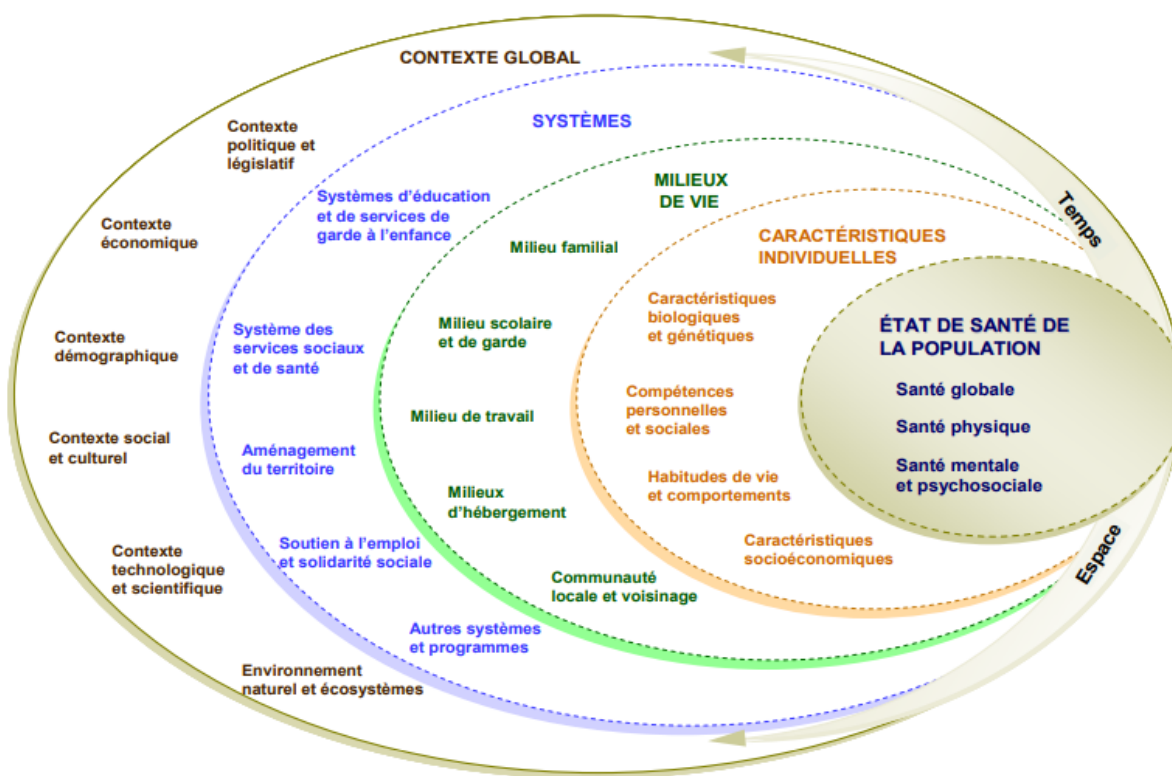 CONTEXTE GLOBAL
Contexte
politique et
législatif
Contexte
économique
Contexte
démographique
Contexte social
et culturel
Contexte
technologique
et scientifique
Environnement
naturel et écosystèmes
SYSTÈMES
Systèmes d'éducation
et de services de
garde à l'enfance
Système des
services sociaux
et de santé
Aménagement
du territoire
Soutien à l'emploi
et solidarité sociale
Autres systèmes
et programmes
MILIEUX
DE VIE
Milieu familial
Milieu scolaire
et de garde
Milieu de travail
Milieux
d'hébergement
Communauté
locale et voisinage
CARACTÉRISTIQUES
INDIVIDUELLES
Caractéristiques
biologiques
et génétiques
Compétences
personnelles
et sociales
Habitudes de vie
et comportements
Caractéristiques
socioéconomiques
ÉTAT DE SANTÉ DE
LA POPULATION
Santé globale
Santé physique
Santé mentale
et psychosociale
Temps
Espace